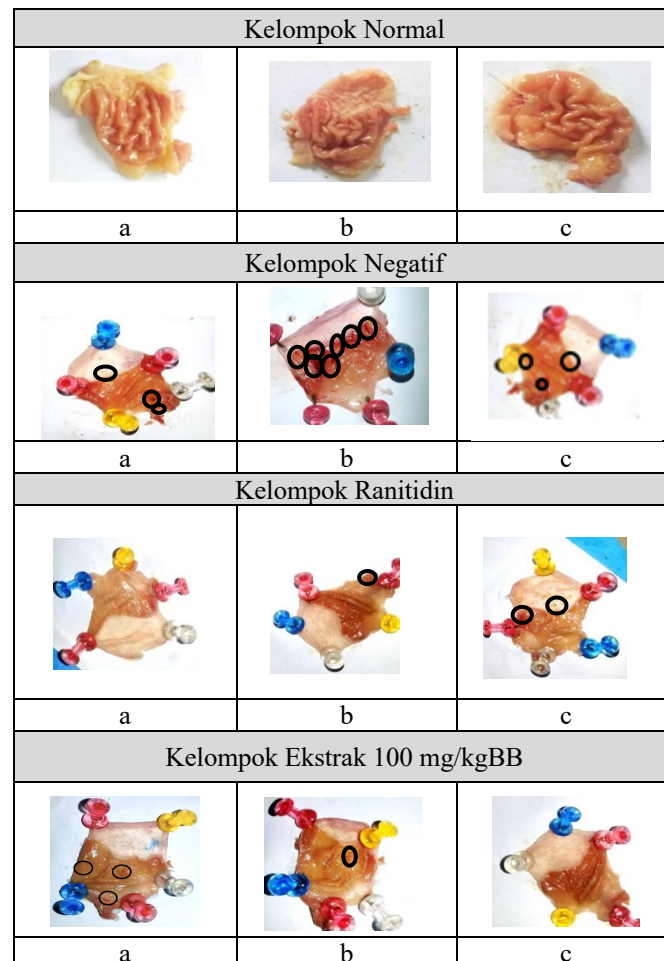 Kelompok Normal
a b c
Kelompok Negatif
a b c
Kelompok Ranitidin
a b c
Kelompok Ekstrak 100 mg/kgBB
a b c